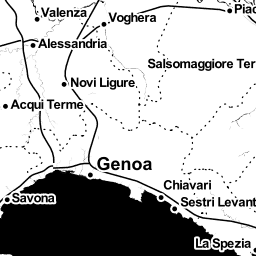 Valenza
Voghera
Piac
Alessandria
Salsomaggiore Ter
Novi Ligure
Acqui Terme
Genoa
Chiavari
Savona
Sestri Levant
La Spezia